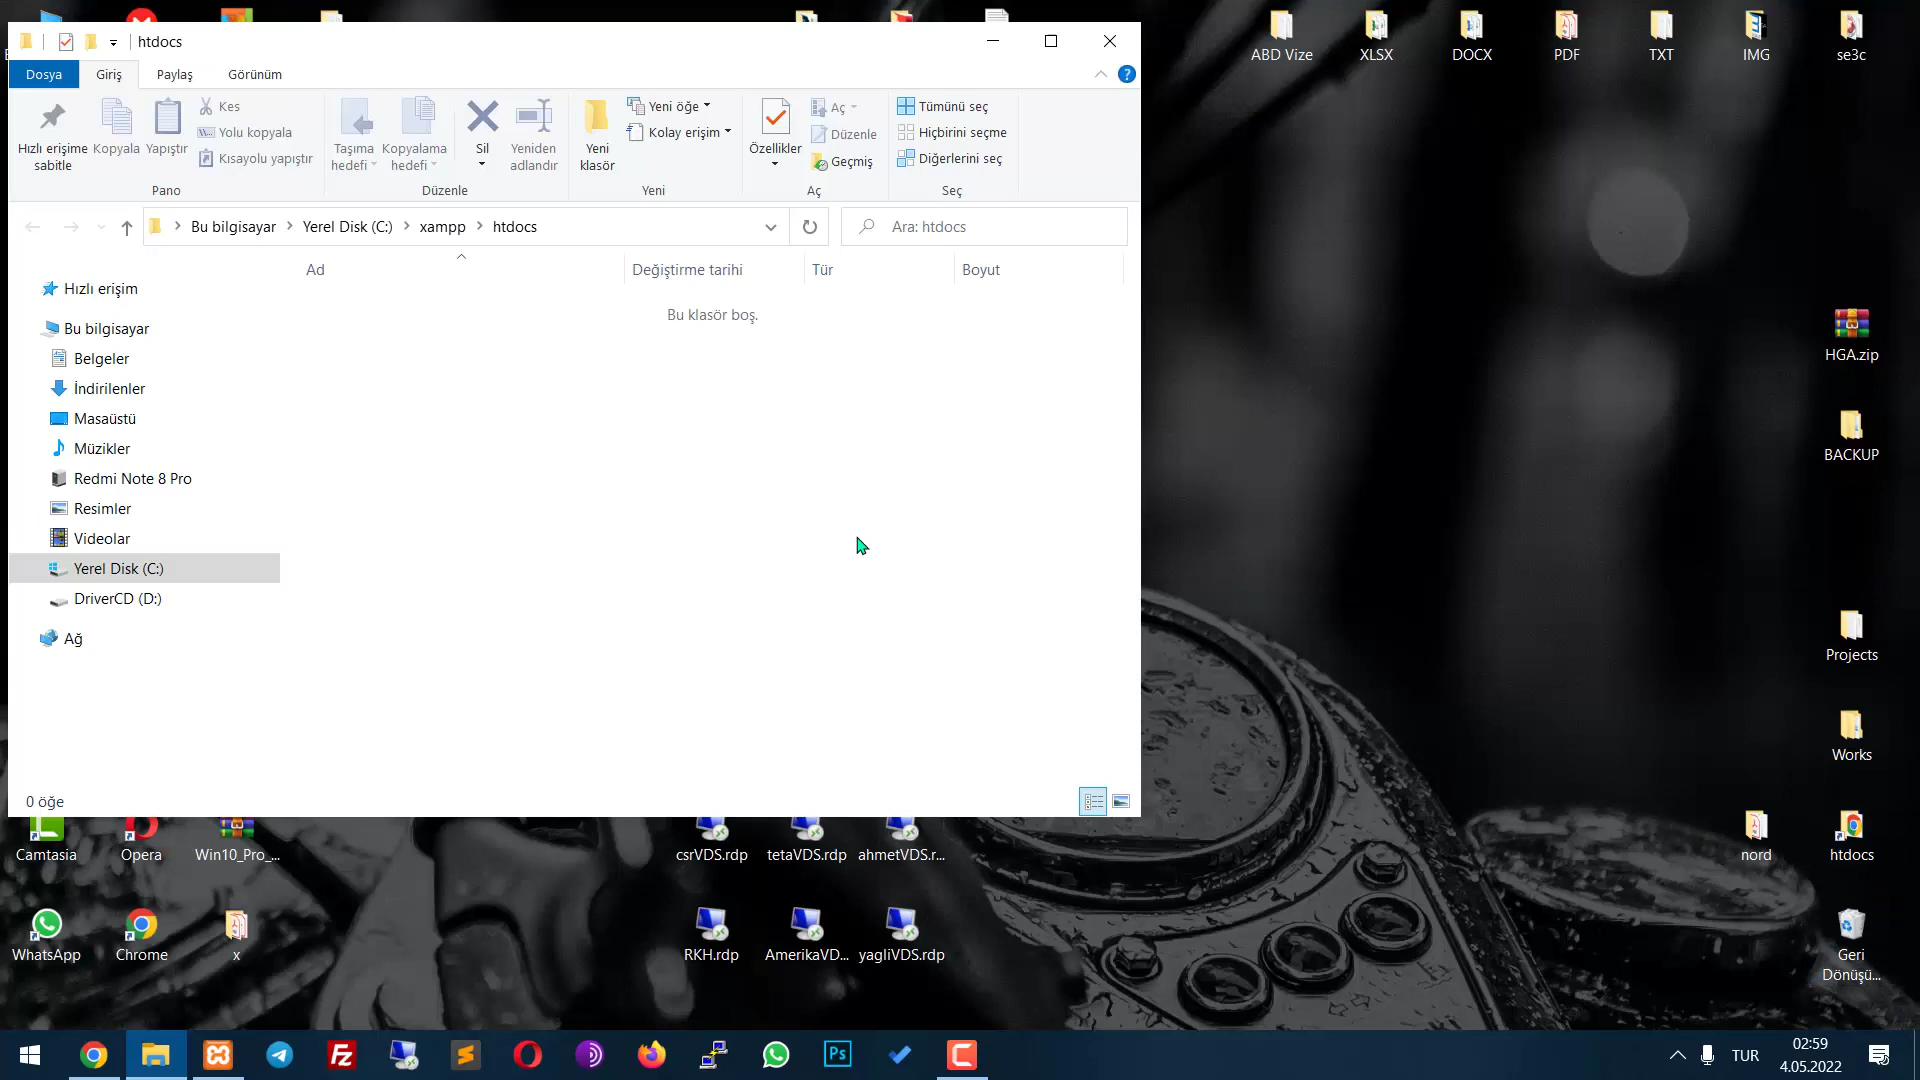 htdocs
Dosya
Giriş
Paylaş
Görünüm
?
Hızlı erişime
sabitle
Kopyala
Yapıştır
Kes
Yolu kopyala
Kısayolu yapıştır
Pano
Taşıma
hedefi
Kopyalama
hedefi
Sil
Yeniden
adlandır
Düzenle
Yeni
klasör
Yeni öğe
Kolay erişim
Yeni
Özellikler
Aç
Düzenle
Geçmiş
Aç
Tümünü seç
Hiçbirini seçme
Diğerlerini seç
Seç
Bu bilgisayar
Yerel Disk (C:)
xampp
htdocs
Ara: htdocs
Ad
Değiştirme tarihi
Tür
Boyut
Bu klasör boş.
Hızlı erişim
Bu bilgisayar
Belgeler
İndirilenler
Masaüstü
Müzikler
Redmi Note 8 Pro
Resimler
Videolar
Yerel Disk (C:)
DriverCD (D:)
Ağ
0 öğe
ABD Vize
XLSX
DOCX
PDF
TXT
IMG
se3c
HGA.zip
BACKUP
Projects
Works
nord
htdocs
Geri
Dönüşü...
Camtasia
Opera
Win10_Pro_...
csrVDS.rdp
tetaVDS.rdp
ahmetVDS.r...
WhatsApp
Chrome
x
RKH.rdp
AmerikaVD...
yagliVDS.rdp
Fz
Ps
TUR
02:59
4.05.2022